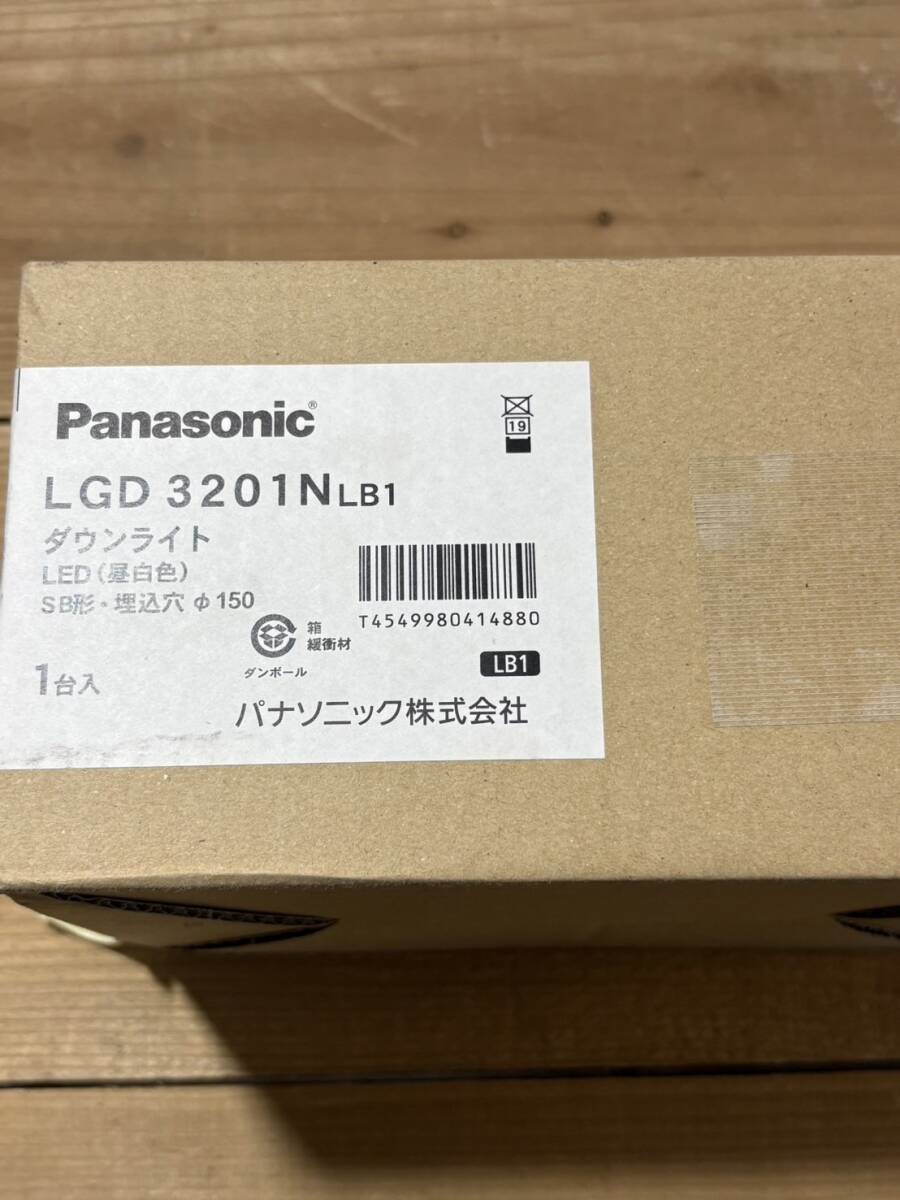 Panasonic®
19
LGD 3201N LB1
ダウンライト
LED(昼白色)
SB形・埋込穴 φ150
T4549980414880
箱
緩衝材
ダンボール
LB1
1台入
パナソニック株式会社